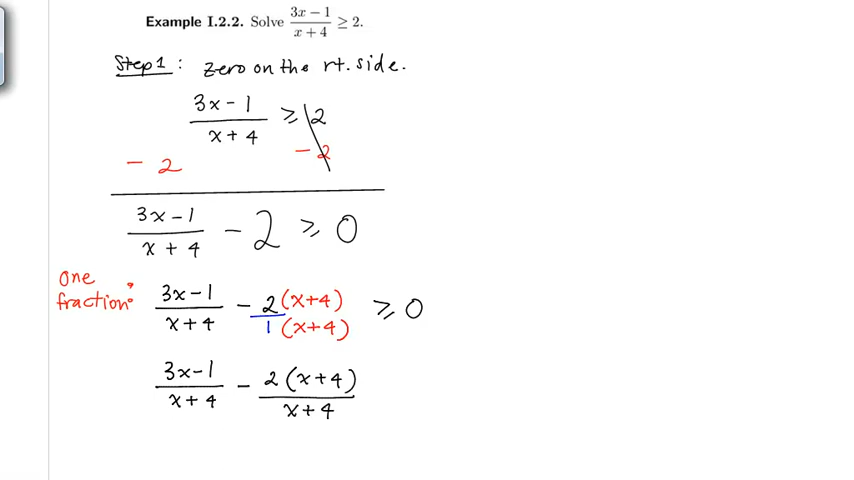 Example I.2.2. Solve (3x − 1)/(x + 4) ≥ 2.
Step 1 : Zero on the rt. side.
(3x − 1)/(x + 4) ≥ 2
− 2 − 2
(3x − 1)/(x + 4) − 2 ≥ 0
One fraction: (3x − 1)/(x + 4) − 2(x+4)/1(x+4) ≥ 0
(3x − 1)/(x + 4) − 2(x+4)/(x+4)